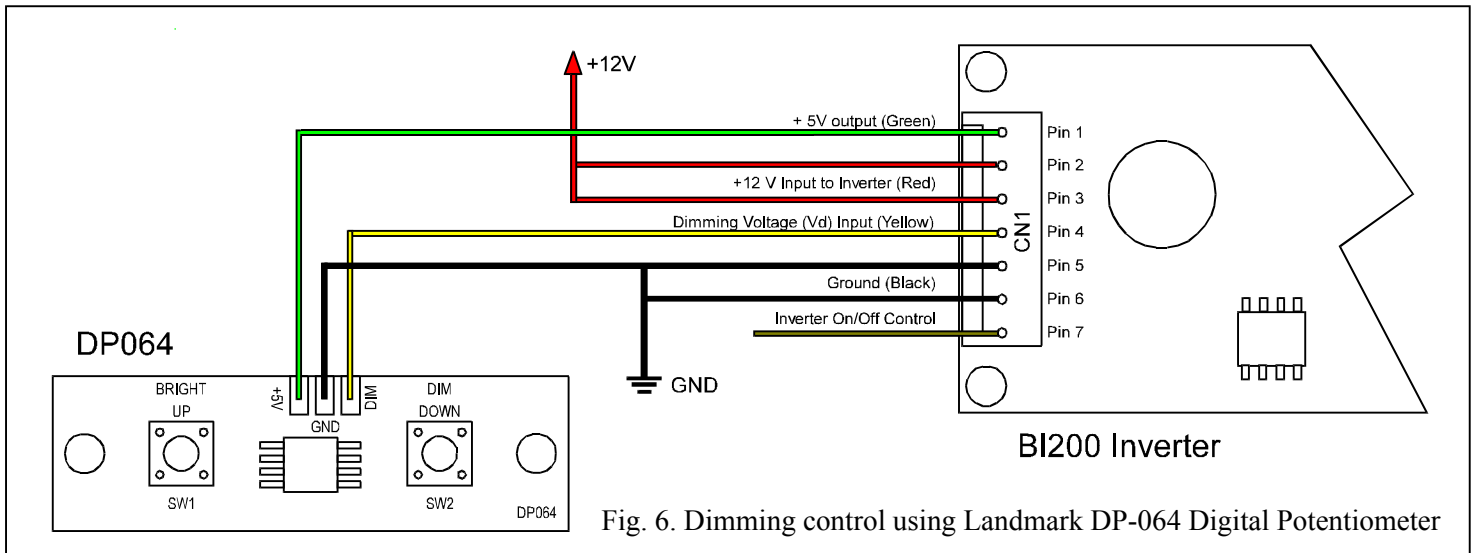 +12V
+ 5V output (Green)
+12 V Input to Inverter (Red)
Dimming Voltage (Vd) Input (Yellow)
Ground (Black)
Inverter On/Off Control
GND
CN1
Pin 1
Pin 2
Pin 3
Pin 4
Pin 5
Pin 6
Pin 7
BI200 Inverter
DP064
BRIGHT
UP
SW1
+5V
GND
DIM
DIM
DOWN
SW2
DP064
Fig. 6. Dimming control using Landmark DP-064 Digital Potentiometer